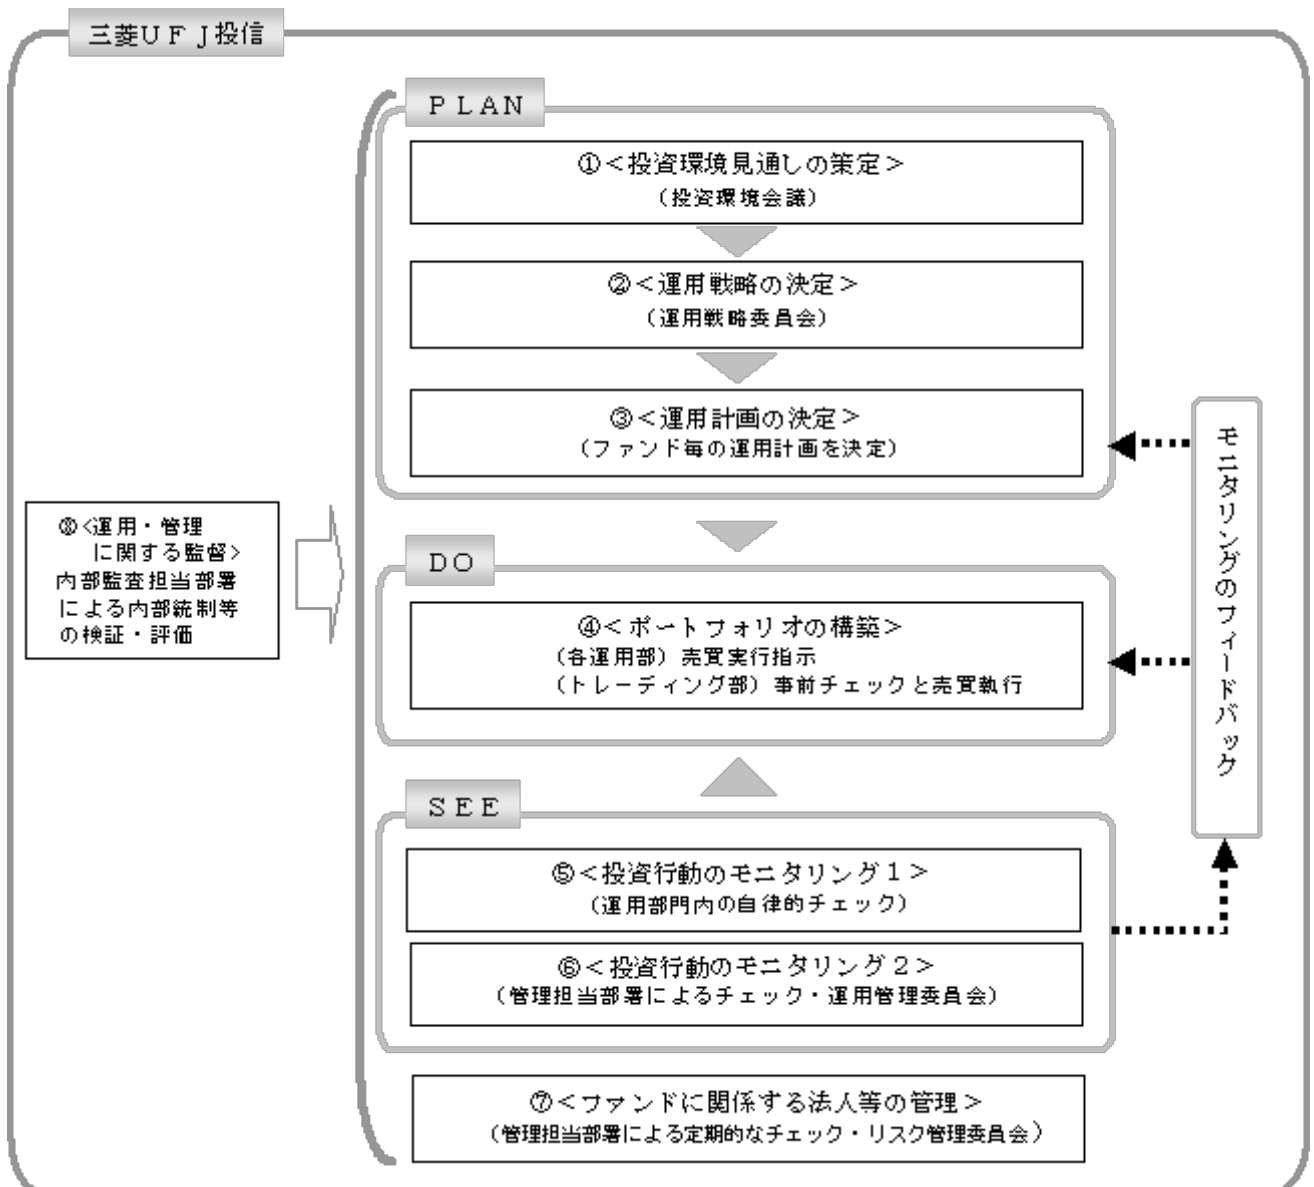 三菱ＵＦＪ投信
ＰＬＡＮ
①＜投資環境見通しの策定＞
（投資環境会議）
②＜運用戦略の決定＞
（運用戦略委員会）
③＜運用計画の決定＞
（ファンド毎の運用計画を決定）
⑧＜運用・管理
に関する監督＞
内部監査担当部署
による内部統制等
の検証・評価
ＤＯ
④＜ポートフォリオの構築＞
（各運用部）売買実行指示
（トレーディング部）事前チェックと売買執行
モニタリングのフィードバック
ＳＥＥ
⑤＜投資行動のモニタリング１＞
（運用部門内の自律的チェック）
⑥＜投資行動のモニタリング２＞
（管理担当部署によるチェック・運用管理委員会）
⑦＜ファンドに関係する法人等の管理＞
（管理担当部署による定期的なチェック・リスク管理委員会）